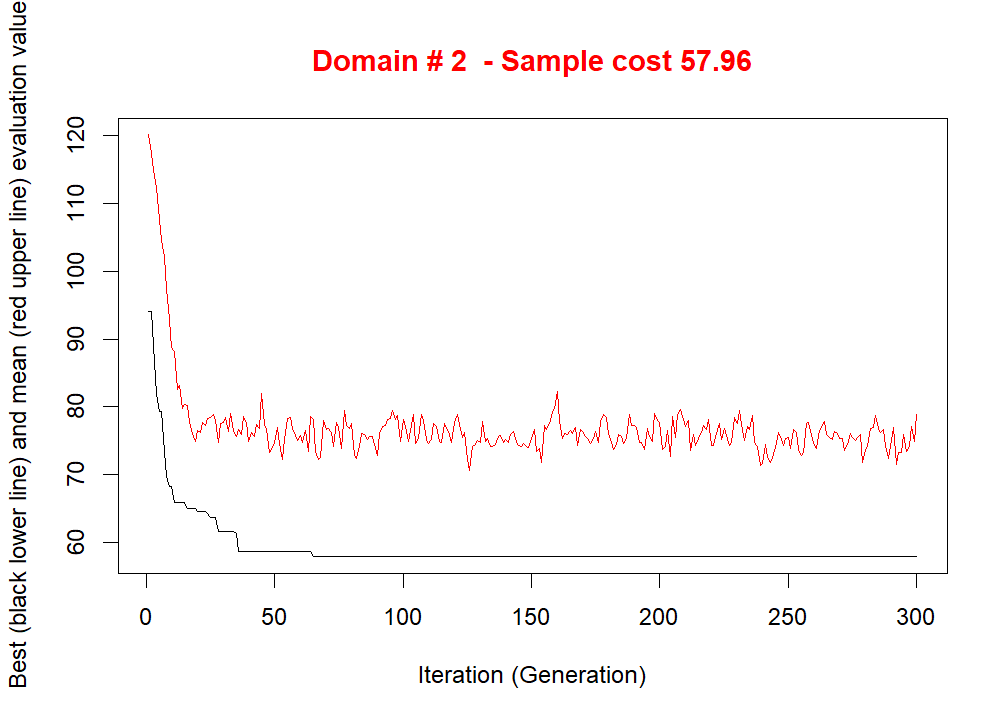 Domain # 2  - Sample cost 57.96
Best (black lower line) and mean (red upper line) evaluation value
120
110
100
90
80
70
60
0 50 100 150 200 250 300
Iteration (Generation)